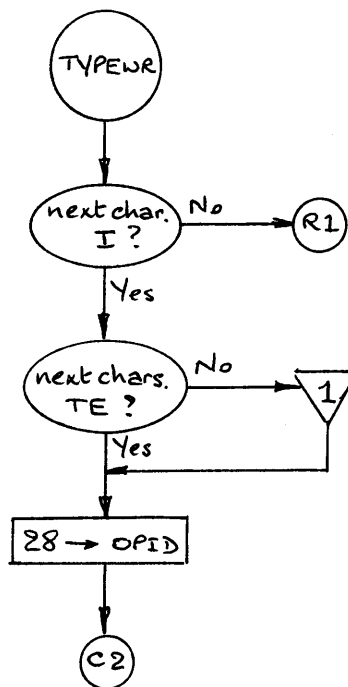 TYPEWR
next char.
I ?
No
R1
Yes
next chars.
TE ?
No
1
Yes
28 → OPID
C2